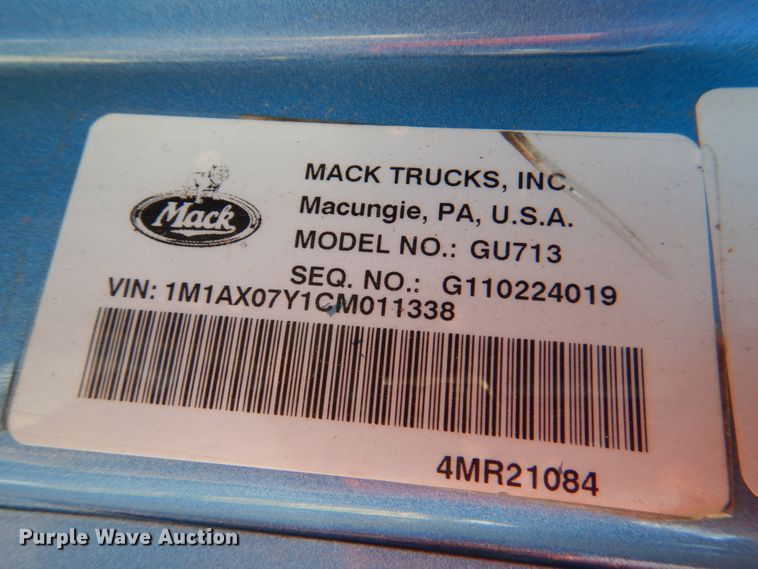 Mack
MACK TRUCKS, INC.
Macungie, PA, U.S.A.
MODEL NO.: GU713
SEQ. NO.: G110224019
VIN: 1M1AX07Y1CM011338
4MR21084
Purple Wave Auction